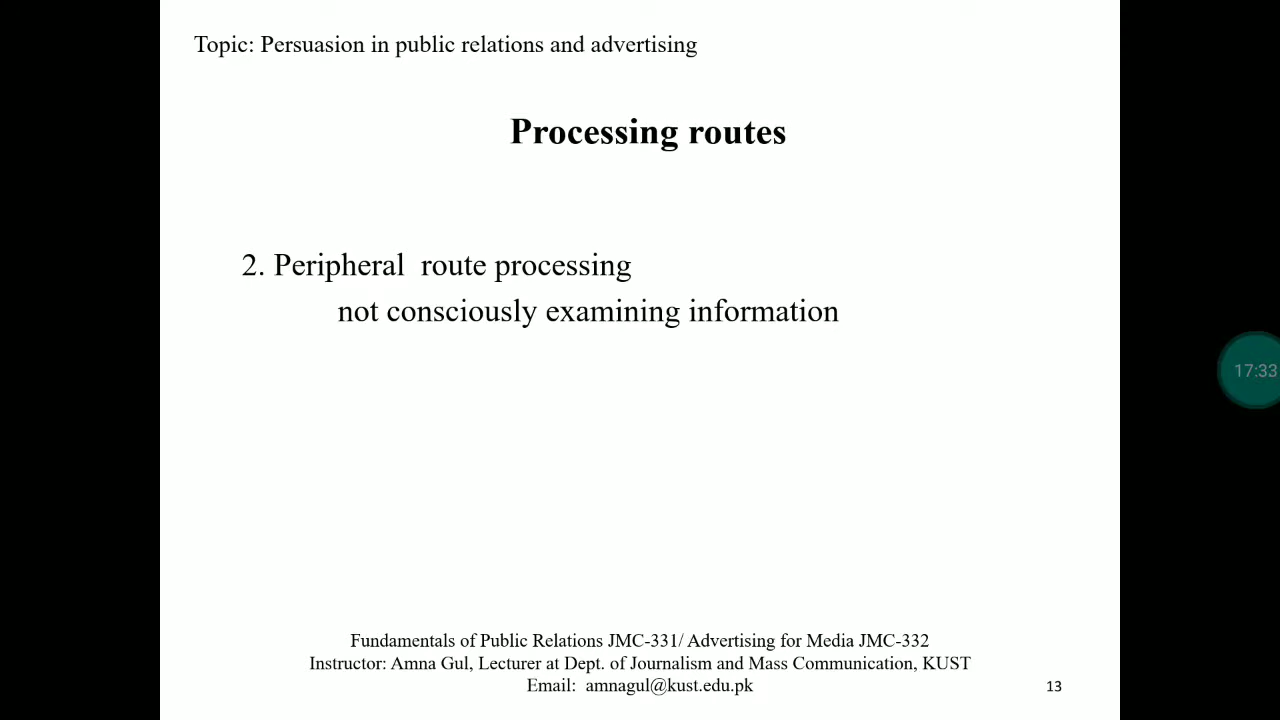 Topic: Persuasion in public relations and advertising
Processing routes
2. Peripheral  route processing
not consciously examining information
17:33
Fundamentals of Public Relations JMC-331/ Advertising for Media JMC-332
Instructor: Amna Gul, Lecturer at Dept. of Journalism and Mass Communication, KUST
Email:  amnagul@kust.edu.pk
13